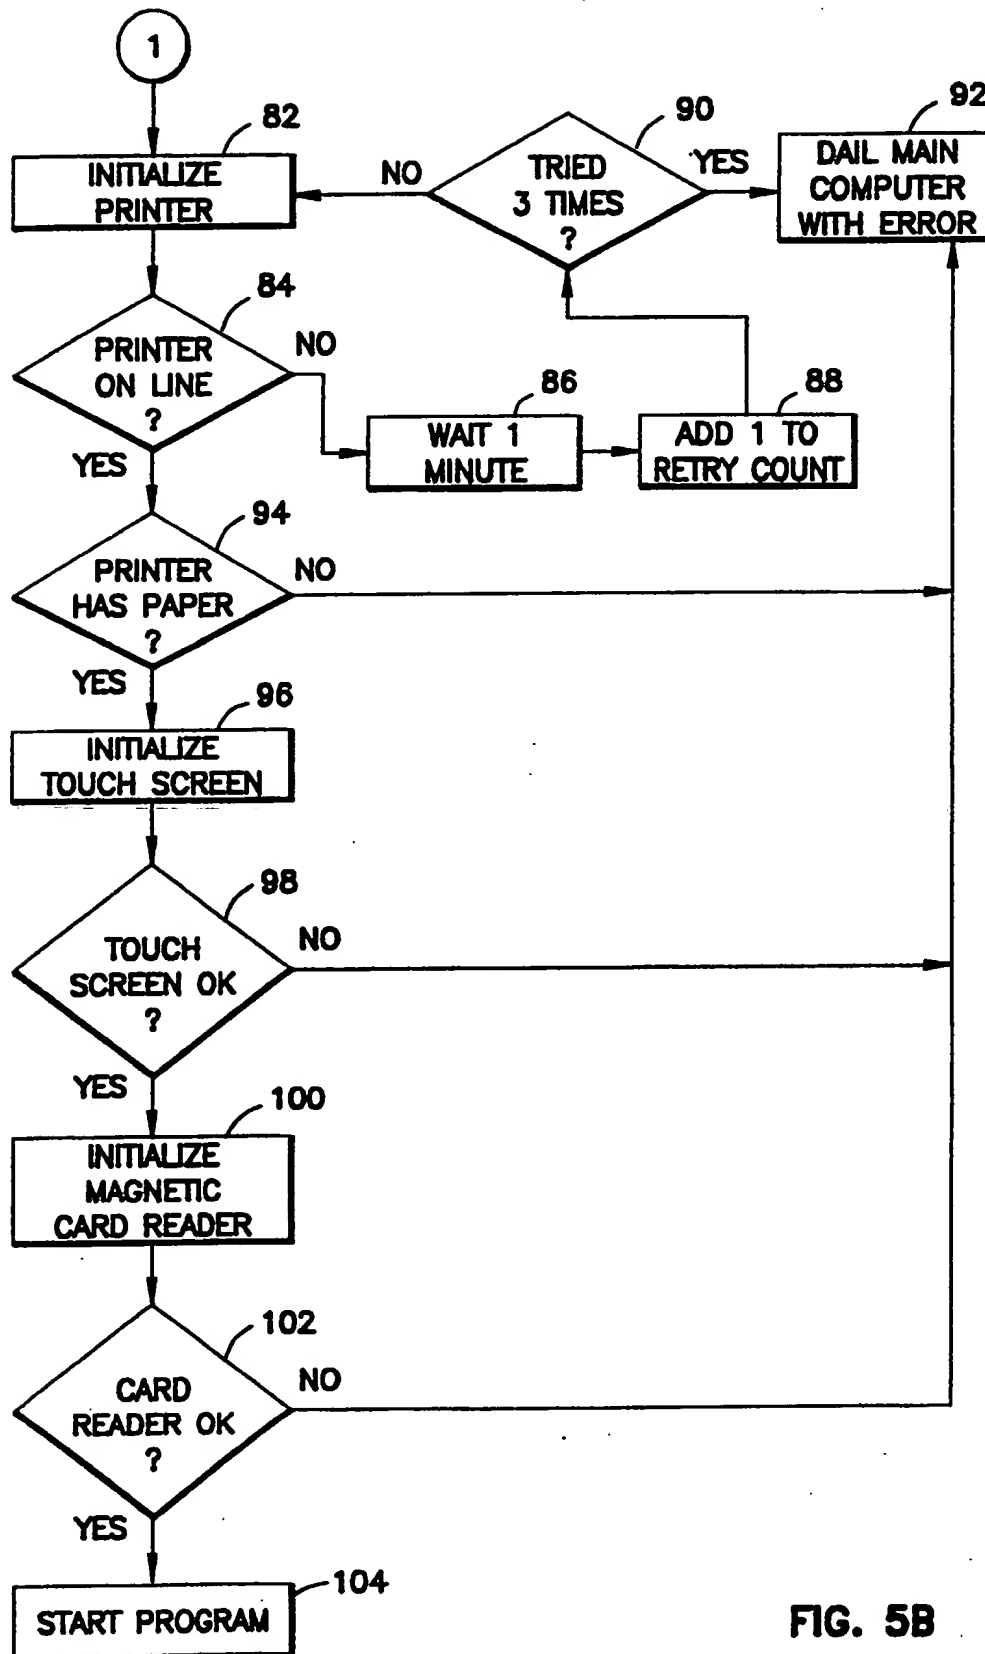 1
82
INITIALIZE
PRINTER
90
TRIED
3 TIMES
?
NO
YES
92
DAIL MAIN
COMPUTER
WITH ERROR
84
PRINTER
ON LINE
?
NO
YES
86
WAIT 1
MINUTE
88
ADD 1 TO
RETRY COUNT
94
PRINTER
HAS PAPER
?
NO
YES
96
INITIALIZE
TOUCH SCREEN
98
TOUCH
SCREEN OK
?
NO
YES
100
INITIALIZE
MAGNETIC
CARD READER
102
CARD
READER OK
?
NO
YES
104
START PROGRAM
FIG. 5B